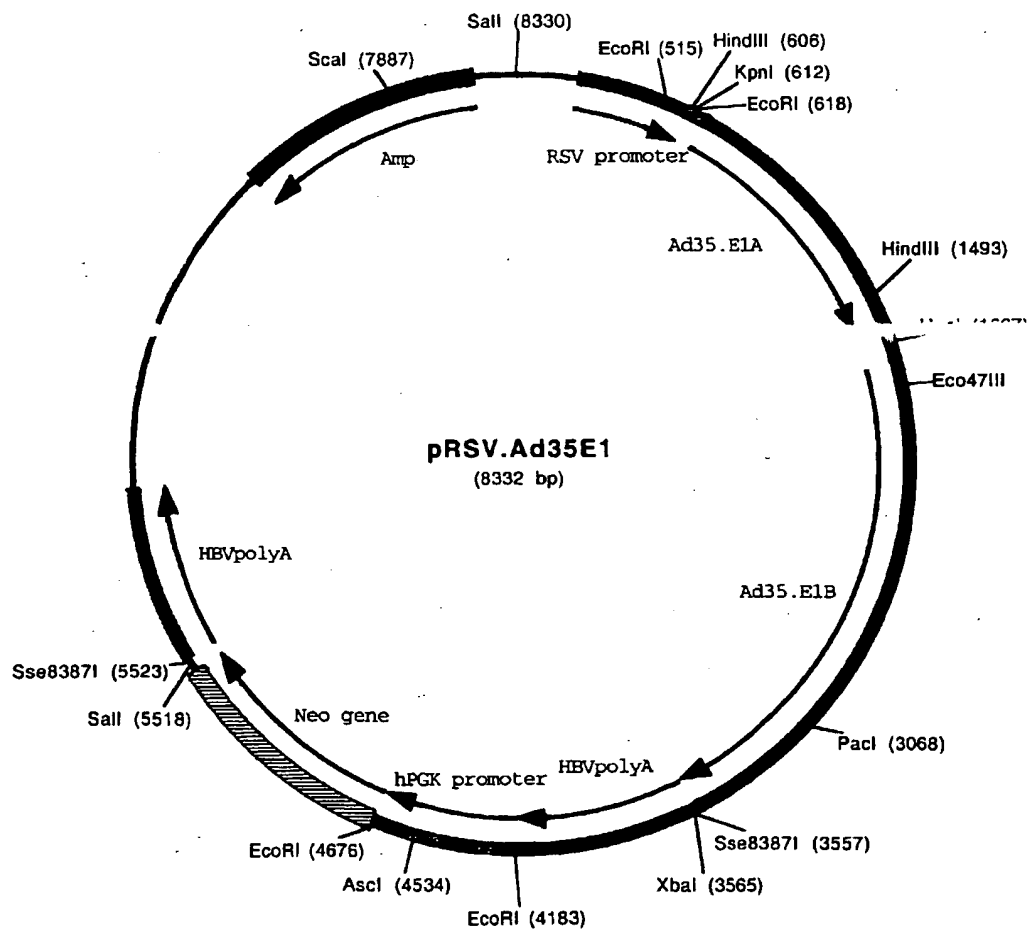 SalI (8330)
ScaI (7887)
EcoRI (515)
HindIII (606)
KpnI (612)
EcoRI (618)
Amp
RSV promoter
Ad35.E1A
HindIII (1493)
Eco47III
pRSV.Ad35E1
(8332 bp)
HBVpolyA
Ad35.E1B
Sse8387I (5523)
SalI (5518)
Neo gene
PacI (3068)
HBVpolyA
hPGK promoter
Sse8387I (3557)
EcoRI (4676)
AscI (4534)
XbaI (3565)
EcoRI (4183)